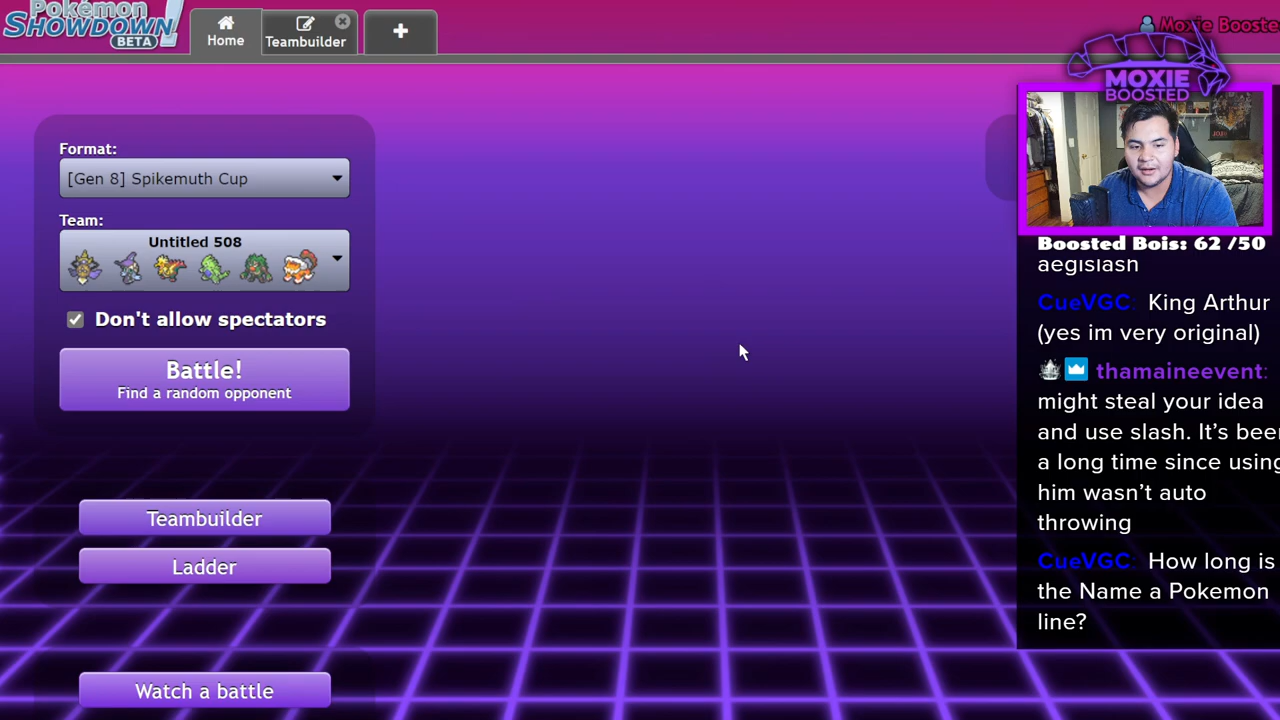 Pokémon
SHOWDOWN!
BETA
Home
Teambuilder
Moxie Booste
MOXIE
BOOSTED
Format:
[Gen 8] Spikemuth Cup
Team:
Untitled 508
Don't allow spectators
Battle!
Find a random opponent
Teambuilder
Ladder
Watch a battle
JOJO
Boosted Bois: 62 /50
aegislash
CueVGC: King Arthur
(yes im very original)
thamaineevent:
might steal your idea
and use slash. It's bee
a long time since using
him wasn't auto
throwing
CueVGC: How long is
the Name a Pokemon
line?